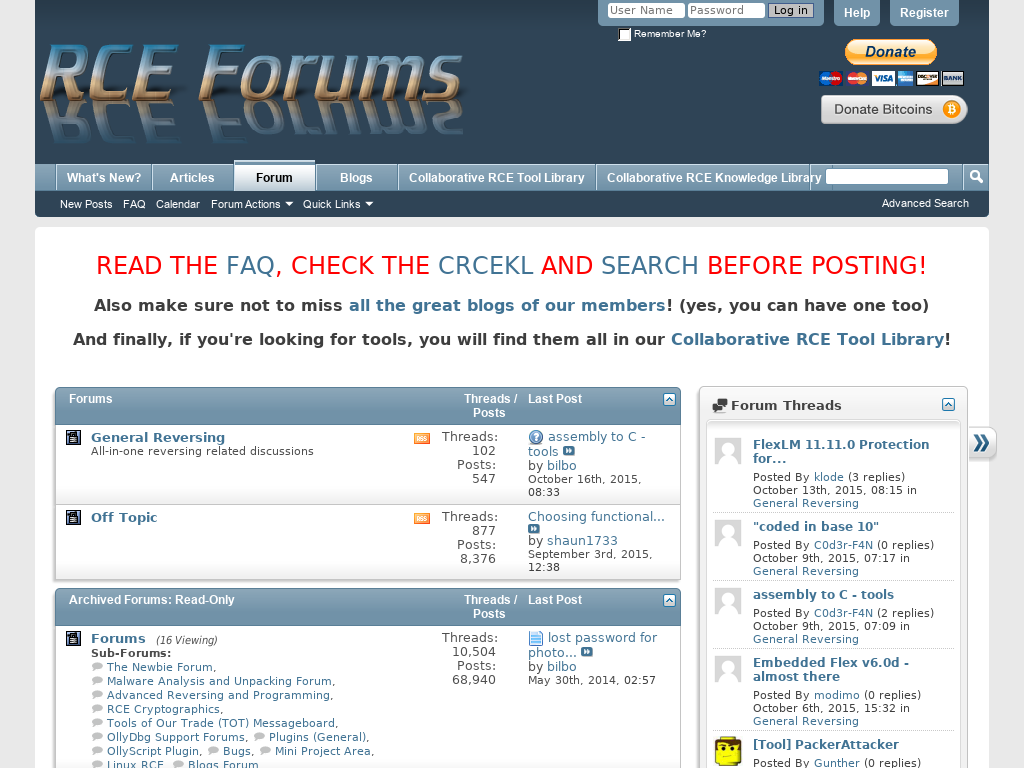 User Name
Password
Log in
Help
Register
Remember Me?
RCE Forums
Donate
Maestro
MasterCard
VISA
BANK
Donate Bitcoins
What's New?
Articles
Forum
Blogs
Collaborative RCE Tool Library
Collaborative RCE Knowledge Library
New Posts
FAQ
Calendar
Forum Actions
Quick Links
Advanced Search
READ THE FAQ, CHECK THE CRCEKL AND SEARCH BEFORE POSTING!
Also make sure not to miss all the great blogs of our members! (yes, you can have one too)
And finally, if you're looking for tools, you will find them all in our Collaborative RCE Tool Library!
Forums
Threads /
Posts
Last Post
General Reversing
All-in-one reversing related discussions
RSS
Threads:
102
Posts:
547
assembly to C -
tools
by bilbo
October 16th, 2015,
08:33
Off Topic
RSS
Threads:
877
Posts:
8,376
Choosing functional...
by shaun1733
September 3rd, 2015,
12:38
Archived Forums: Read-Only
Threads /
Posts
Last Post
Forums (16 Viewing)
Sub-Forums:
The Newbie Forum,
Malware Analysis and Unpacking Forum,
Advanced Reversing and Programming,
RCE Cryptographics,
Tools of Our Trade (TOT) Messageboard,
OllyDbg Support Forums, Plugins (General),
OllyScript Plugin, Bugs, Mini Project Area,
Linux RCE, Blogs Forum
Threads:
10,504
Posts:
68,940
lost password for
photo...
by bilbo
May 30th, 2014, 02:57
Forum Threads
FlexLM 11.11.0 Protection
for...
Posted By klode (3 replies)
October 13th, 2015, 08:15 in
General Reversing
"coded in base 10"
Posted By C0d3r-F4N (0 replies)
October 9th, 2015, 07:17 in
General Reversing
assembly to C - tools
Posted By C0d3r-F4N (2 replies)
October 9th, 2015, 07:09 in
General Reversing
Embedded Flex v6.0d -
almost there
Posted By modimo (0 replies)
October 6th, 2015, 15:32 in
General Reversing
[Tool] PackerAttacker
Posted By Gunther (0 replies)